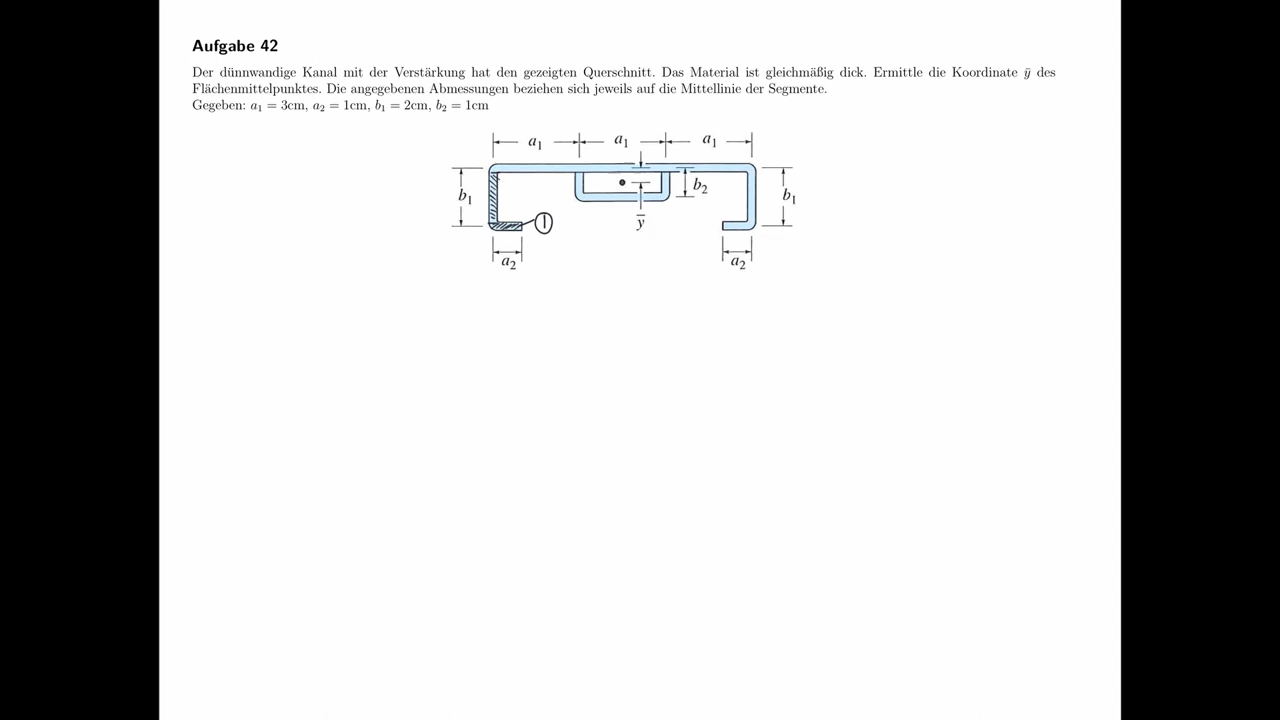 Aufgabe 42
Der dünnwandige Kanal mit der Verstärkung hat den gezeigten Querschnitt. Das Material ist gleichmäßig dick. Ermittle die Koordinate ȳ des
Flächenmittelpunktes. Die angegebenen Abmessungen beziehen sich jeweils auf die Mittellinie der Segmente.
Gegeben: a₁ = 3cm, a₂ = 1cm, b₁ = 2cm, b₂ = 1cm
a₁ a₁ a₁
b₁ b₂ b₁
① ȳ
a₂ a₂